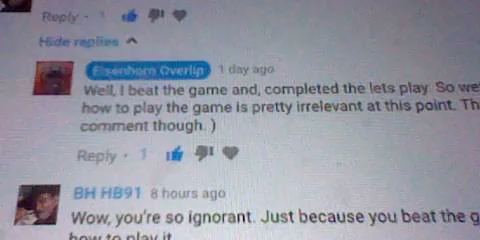 Reply · 1
Hide replies
Eisenhorn Overlip 1 day ago
Well, I beat the game and, completed the lets play. So we'
how to play the game is pretty irrelevant at this point. Th
comment though. )
Reply · 1
BH HB91 8 hours ago
Wow, you're so ignorant. Just because you beat the g
how to play it